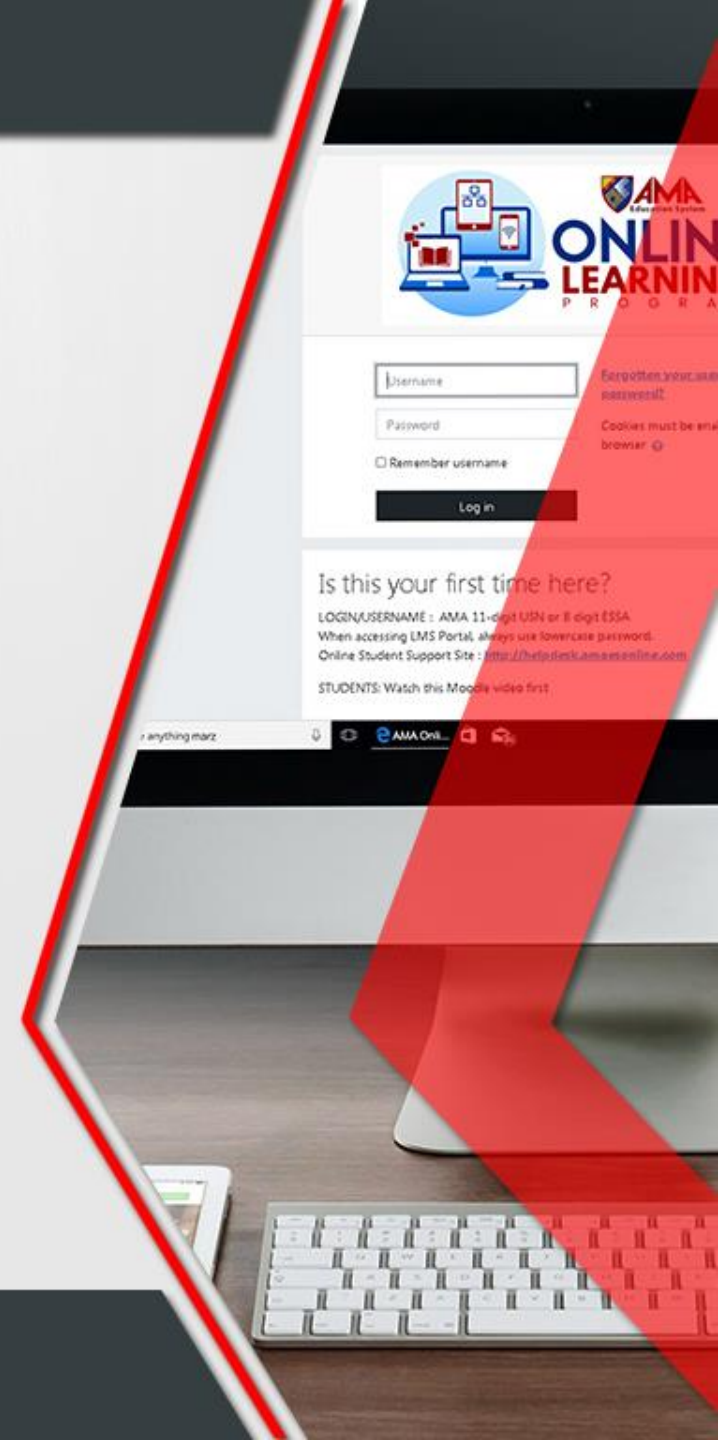 AMA
Education System
ONLIN
LEARNIN
P R O G R A
Username
Forgotten your user
password?
Password
Cookies must be ena
browser
Remember username
Log in
Is this your first time here?
LOGIN/USERNAME : AMA 11-digit USN or 8 digit ESSA
When accessing LMS Portal, always use lowercase password.
Online Student Support Site : http://helpdesk.amaesonline.com
STUDENTS: Watch this Moodle video first
r anything marz
AMA Onli...